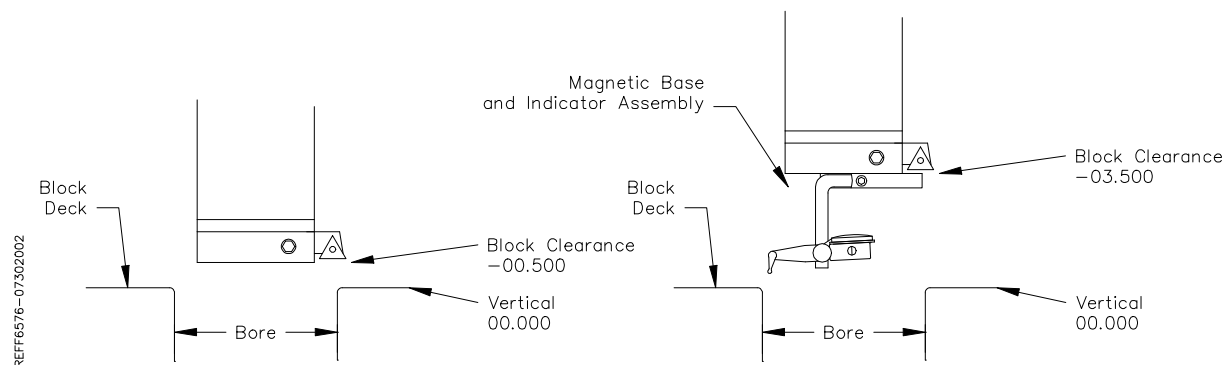 Block
Deck
Block Clearance
-00.500
Vertical
00.000
Bore
Magnetic Base
and Indicator Assembly
Block Clearance
-03.500
Block
Deck
Vertical
00.000
Bore
REFF6576-07302002